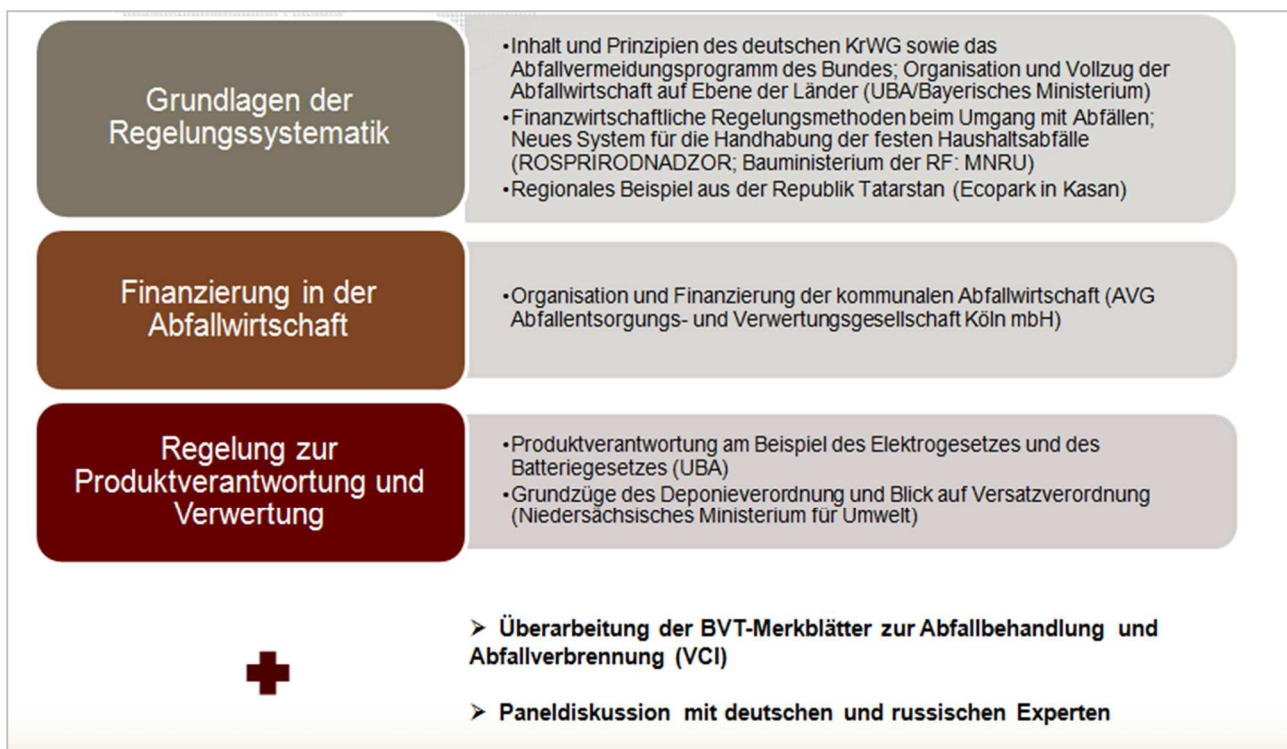 Grundlagen der
Regelungssystematik
•Inhalt und Prinzipien des deutschen KrWG sowie das
Abfallvermeidungsprogramm des Bundes; Organisation und Vollzug der
Abfallwirtschaft auf Ebene der Länder (UBA/Bayerisches Ministerium)
•Finanzwirtschaftliche Regelungsmethoden beim Umgang mit Abfällen;
Neues System für die Handhabung der festen Haushaltsabfälle
(ROSPRIRODNADZOR; Bauministerium der RF: MNRU)
•Regionales Beispiel aus der Republik Tatarstan (Ecopark in Kasan)
Finanzierung in der
Abfallwirtschaft
•Organisation und Finanzierung der kommunalen Abfallwirtschaft (AVG
Abfallentsorgungs- und Verwertungsgesellschaft Köln mbH)
Regelung zur
Produktverantwortung und
Verwertung
•Produktverantwortung am Beispiel des Elektrogesetzes und des
Batteriegesetzes (UBA)
•Grundzüge des Deponieverordnung und Blick auf Versatzverordnung
(Niedersächsisches Ministerium für Umwelt)
➢ Überarbeitung der BVT-Merkblätter zur Abfallbehandlung und
Abfallverbrennung (VCI)
➢ Paneldiskussion mit deutschen und russischen Experten